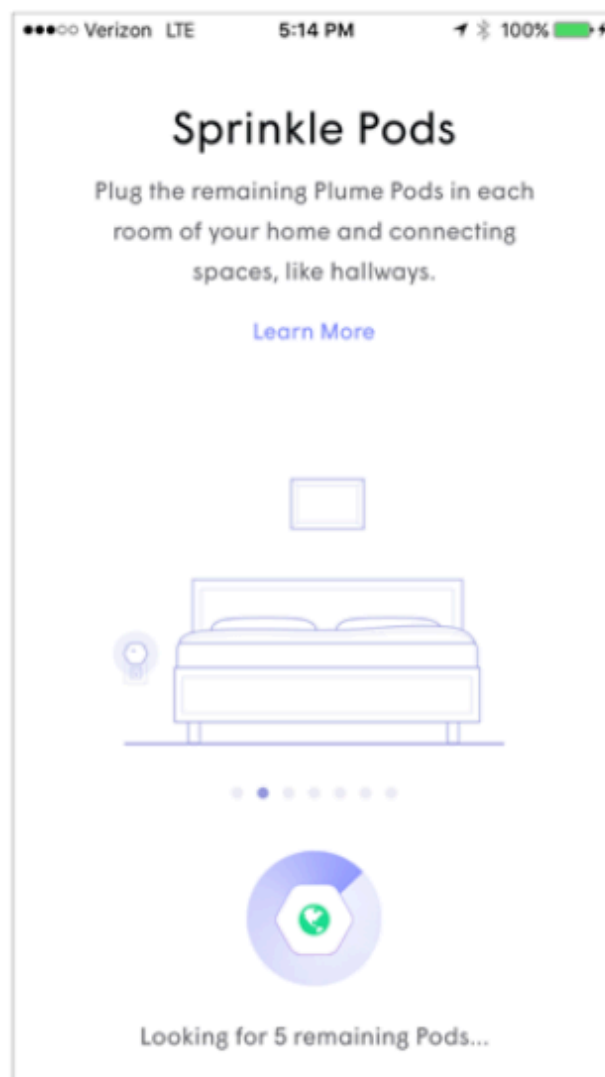 Verizon LTE 5:14 PM 100%
Sprinkle Pods
Plug the remaining Plume Pods in each
room of your home and connecting
spaces, like hallways.
Learn More
Looking for 5 remaining Pods...